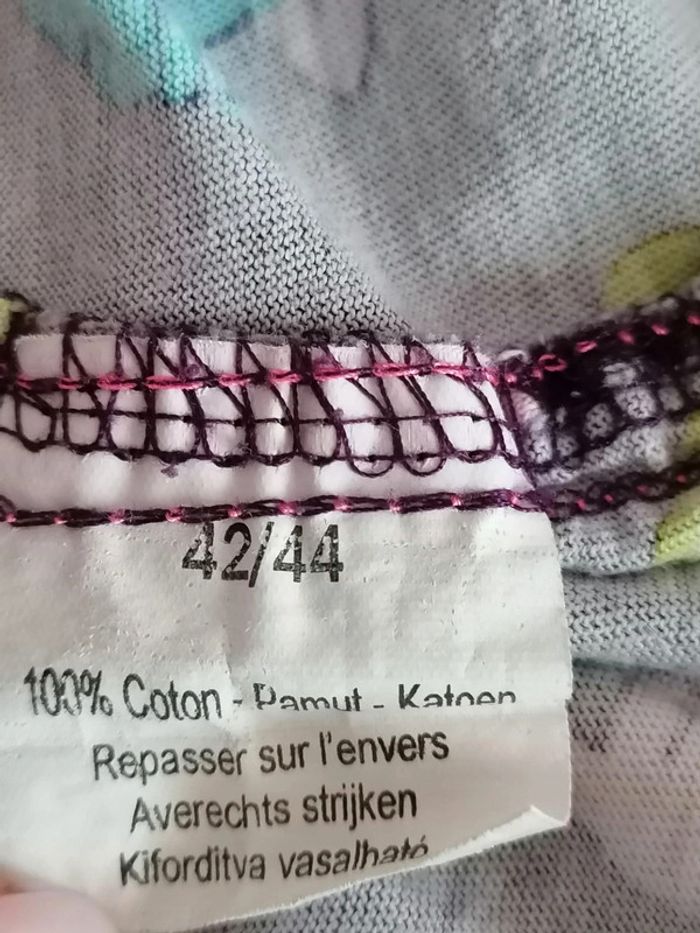 42/44
100% Coton - Pamut - Katoen
Repasser sur l'envers
Averechts strijken
Kiforditva vasalható